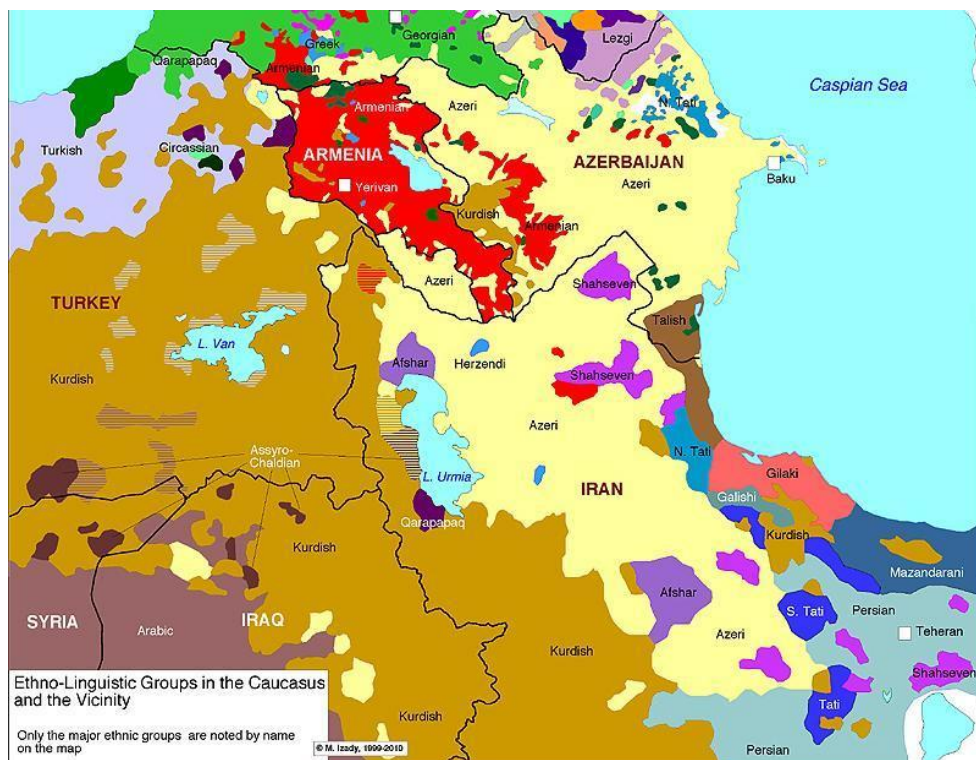 Lezgi
Greek
Georgian
Qarapapaq
Armenian
Caspian Sea
Armenian
Azeri
N. Tati
Turkish
Circassian
ARMENIA
AZERBAIJAN
Azeri
Baku
Yerivan
Kurdish
Armenian
Azeri
Shahseven
TURKEY
Talish
L. Van
Afshar
Herzendi
Shahseven
Kurdish
Azeri
Assyro-
Chaldian
N. Tati
Gilaki
L. Urmia
IRAN
Galishi
Qarapapaq
Kurdish
Kurdish
Mazandarani
Afshar
S. Tati
Persian
SYRIA
Arabic
IRAQ
Azeri
Teheran
Kurdish
Shahseven
Ethno-Linguistic Groups in the Caucasus
and the Vicinity
Tati
Kurdish
Only the major ethnic groups are noted by name
on the map
© M. Izady, 1999-2010
Persian